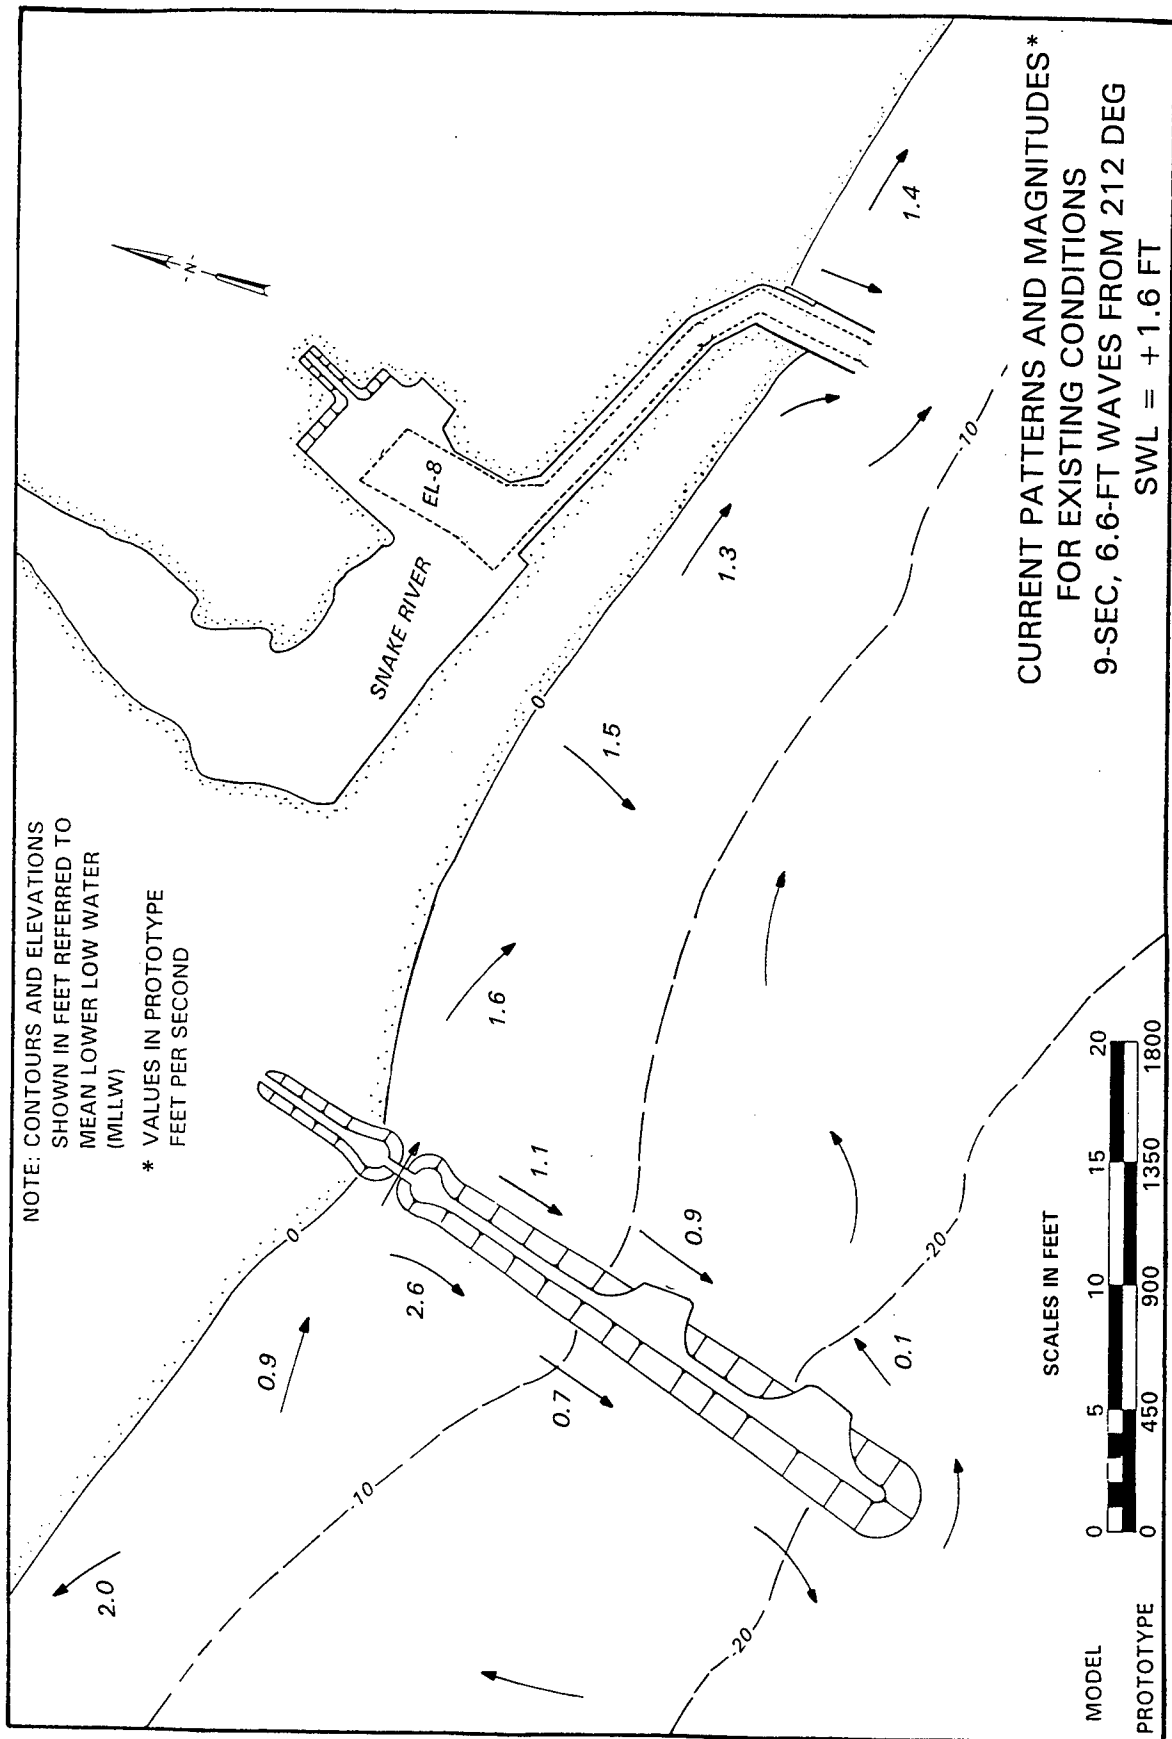 NOTE: CONTOURS AND ELEVATIONS
SHOWN IN FEET REFERRED TO
MEAN LOWER LOW WATER
(MLLW)
* VALUES IN PROTOTYPE
FEET PER SECOND
N
SNAKE RIVER
EL-8
0
0
2.0
0.9
2.6
1.6
1.5
1.3
1.4
1.1
0.7
0.9
0.1
-10
-10
-20
-20
SCALES IN FEET
MODEL 0 5 10 15 20
PROTOTYPE 0 450 900 1350 1800
CURRENT PATTERNS AND MAGNITUDES*
FOR EXISTING CONDITIONS
9-SEC, 6.6-FT WAVES FROM 212 DEG
SWL = +1.6 FT